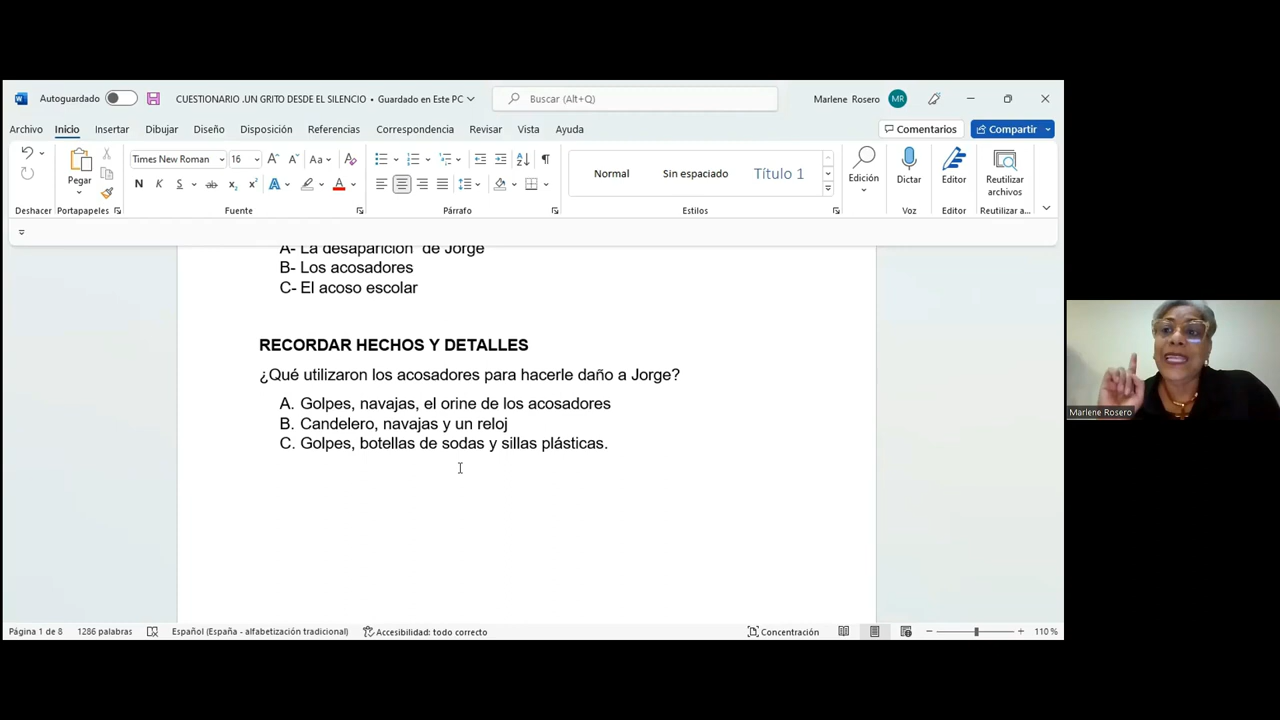 Autoguardado
CUESTIONARIO .UN GRITO DESDE EL SILENCIO • Guardado en Este PC
Buscar (Alt+Q)
Marlene Rosero
MR
Archivo Inicio Insertar Dibujar Diseño Disposición Referencias Correspondencia Revisar Vista Ayuda
Comentarios
Compartir
Pegar
Times New Roman 16
Aa
N K S ab x₂ x² A A
Normal
Sin espaciado
Título 1
Edición
Dictar
Editor
Reutilizar
archivos
Deshacer Portapapeles Fuente Párrafo Estilos Voz Editor Reutilizar a...
A- La desaparición de Jorge
B- Los acosadores
C- El acoso escolar
RECORDAR HECHOS Y DETALLES
¿Qué utilizaron los acosadores para hacerle daño a Jorge?
A. Golpes, navajas, el orine de los acosadores
B. Candelero, navajas y un reloj
C. Golpes, botellas de sodas y sillas plásticas.
Marlene Rosero
Página 1 de 8 1286 palabras Español (España - alfabetización tradicional) Accesibilidad: todo correcto Concentración 110 %